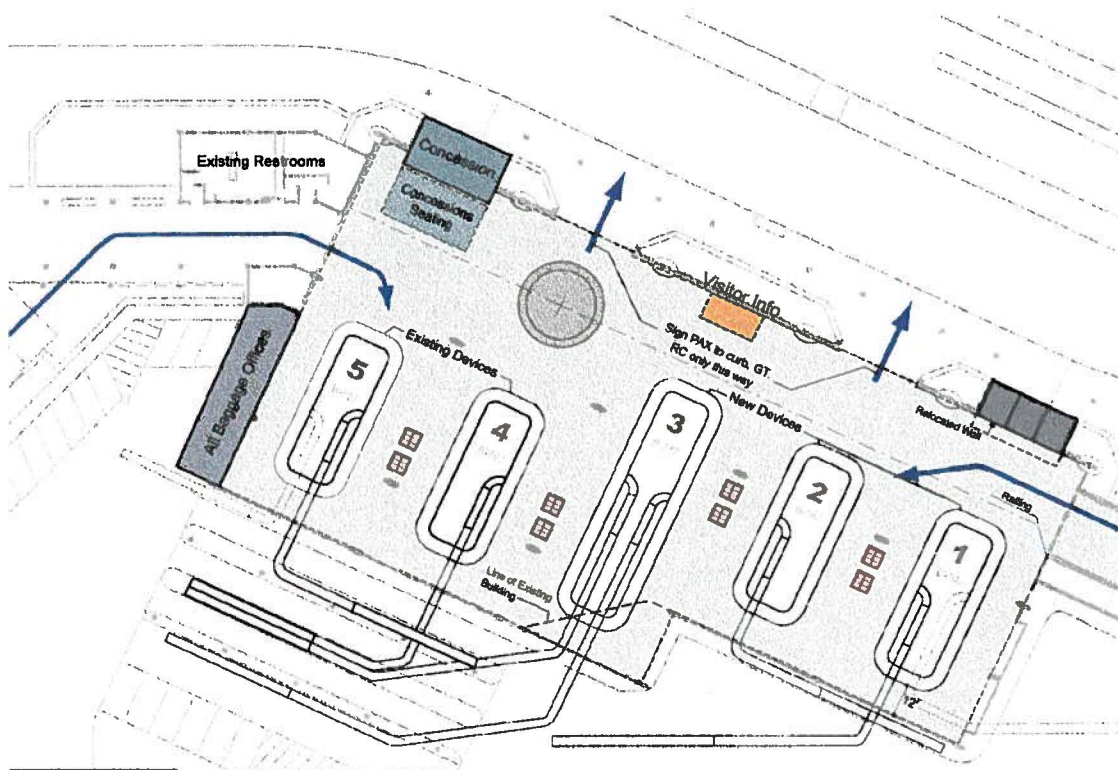 Concession
Existing Restrooms
Concessions
Seating
Visitor Info
Sign PAX to curb. GT
RC only this way
All Baggage Offices
Existing Devices
5
4
3
New Devices
Relocated Wall
2
1
Railing
Line of Existing
Building
12'